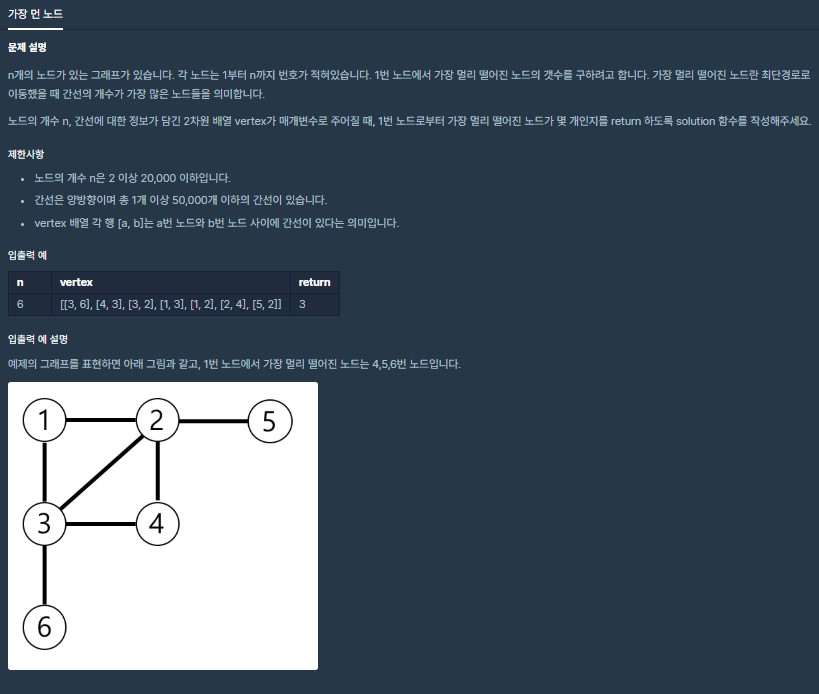 가장 먼 노드
문제 설명
n개의 노드가 있는 그래프가 있습니다. 각 노드는 1부터 n까지 번호가 적혀있습니다. 1번 노드에서 가장 멀리 떨어진 노드의 갯수를 구하려고 합니다. 가장 멀리 떨어진 노드란 최단경로로
이동했을 때 간선의 개수가 가장 많은 노드들을 의미합니다.
노드의 개수 n, 간선에 대한 정보가 담긴 2차원 배열 vertex가 매개변수로 주어질 때, 1번 노드로부터 가장 멀리 떨어진 노드가 몇 개인지를 return 하도록 solution 함수를 작성해주세요.
제한사항
• 노드의 개수 n은 2 이상 20,000 이하입니다.
• 간선은 양방향이며 총 1개 이상 50,000개 이하의 간선이 있습니다.
• vertex 배열 각 행 [a, b]는 a번 노드와 b번 노드 사이에 간선이 있다는 의미입니다.
입출력 예
n vertex return
6 [[3, 6], [4, 3], [3, 2], [1, 3], [1, 2], [2, 4], [5, 2]] 3
입출력 예 설명
예제의 그래프를 표현하면 아래 그림과 같고, 1번 노드에서 가장 멀리 떨어진 노드는 4,5,6번 노드입니다.
1 2 5
3 4
6